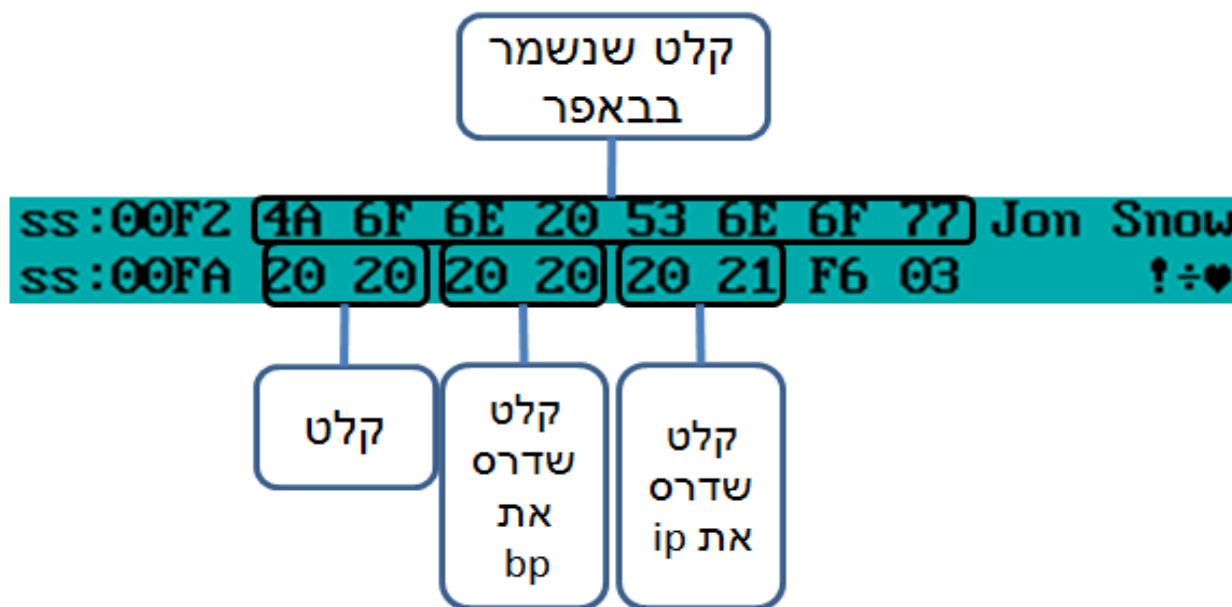 קלט שנשמר
בבאפר
ss:00F2 4A 6F 6E 20 53 6E 6F 77 Jon Snow
ss:00FA 20 20 20 20 20 21 F6 03 !÷♥
קלט
קלט
שדרס
את
bp
קלט
שדרס
את ip